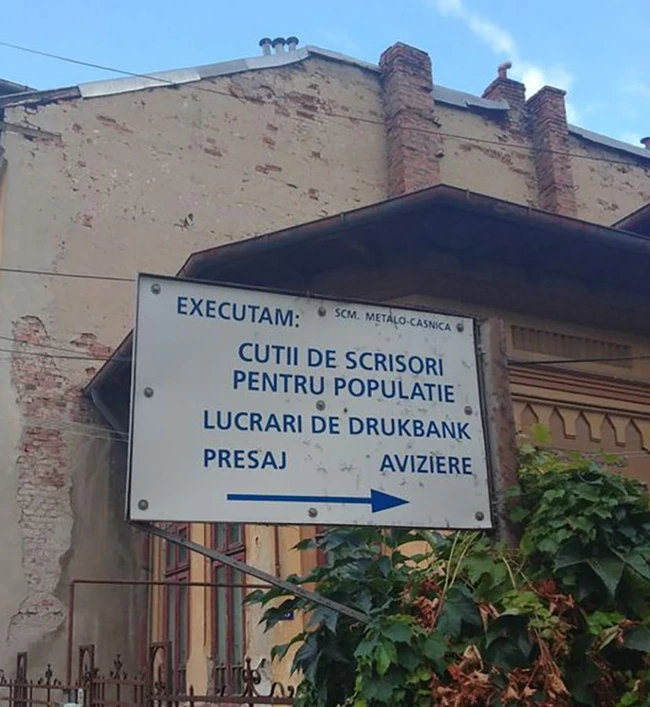 EXECUTAM:
SCM. METALO-CASNICA
CUTII DE SCRISORI
PENTRU POPULATIE
LUCRARI DE DRUKBANK
PRESAJ AVIZIERE